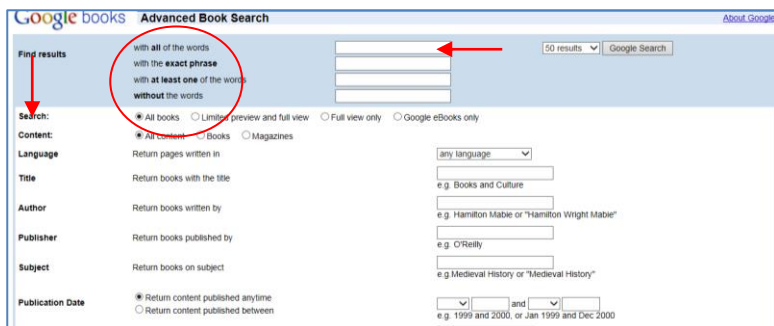 Google books Advanced Book Search About Google
Find results with all of the words 50 results Google Search
with the exact phrase
with at least one of the words
without the words
Search: All books Limited preview and full view Full view only Google eBooks only
Content: All content Books Magazines
Language Return pages written in any language
Title Return books with the title
e.g. Books and Culture
Author Return books written by
e.g. Hamilton Mabie or "Hamilton Wright Mabie"
Publisher Return books published by
e.g. O'Reilly
Subject Return books on subject
e.g.Medieval History or "Medieval History"
Publication Date Return content published anytime
Return content published between and
e.g. 1999 and 2000, or Jan 1999 and Dec 2000